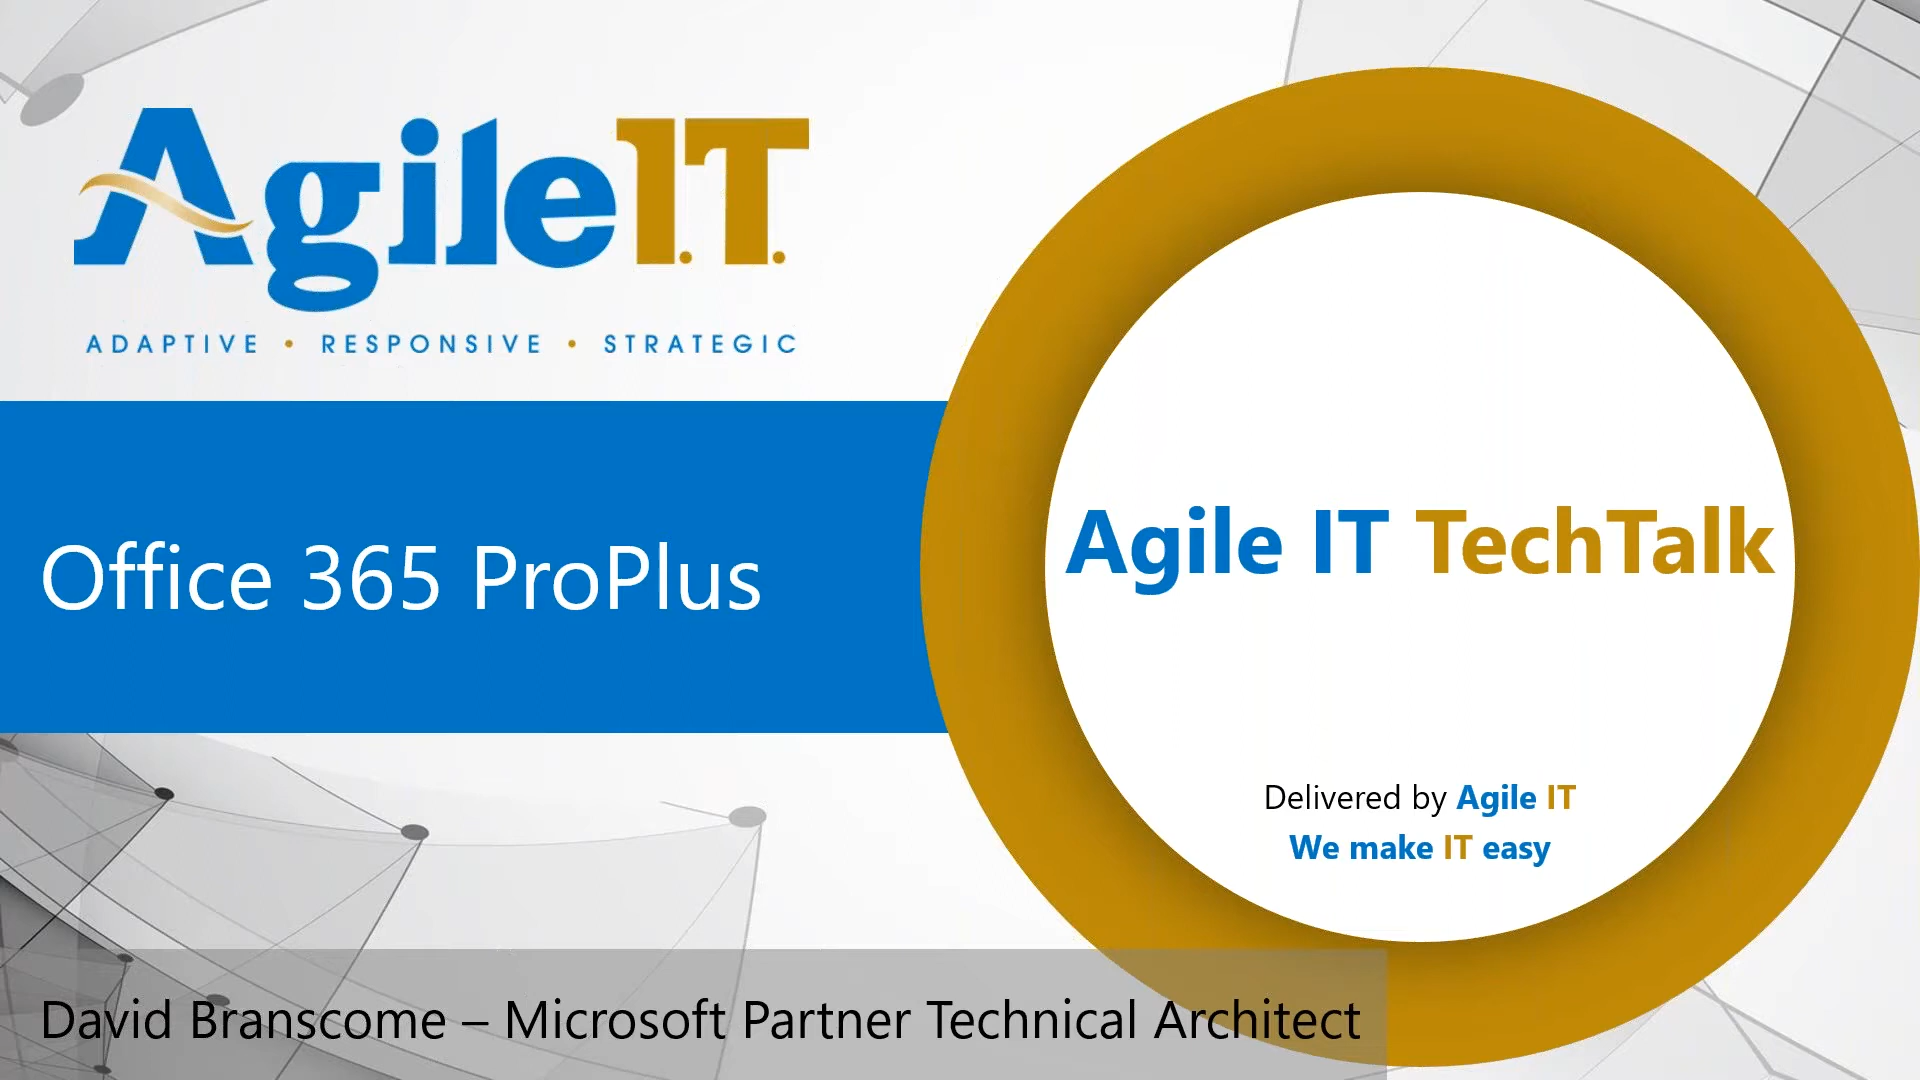 AgileI.T.
ADAPTIVE • RESPONSIVE • STRATEGIC
Office 365 ProPlus
Agile IT TechTalk
Delivered by Agile IT
We make IT easy
David Branscome – Microsoft Partner Technical Architect